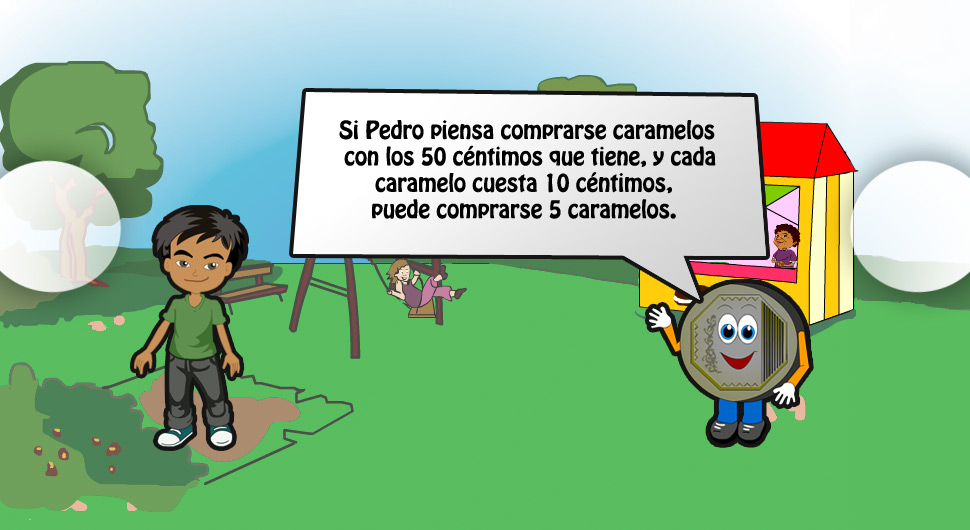 Si Pedro piensa comprarse caramelos
con los 50 céntimos que tiene, y cada
caramelo cuesta 10 céntimos,
puede comprarse 5 caramelos.